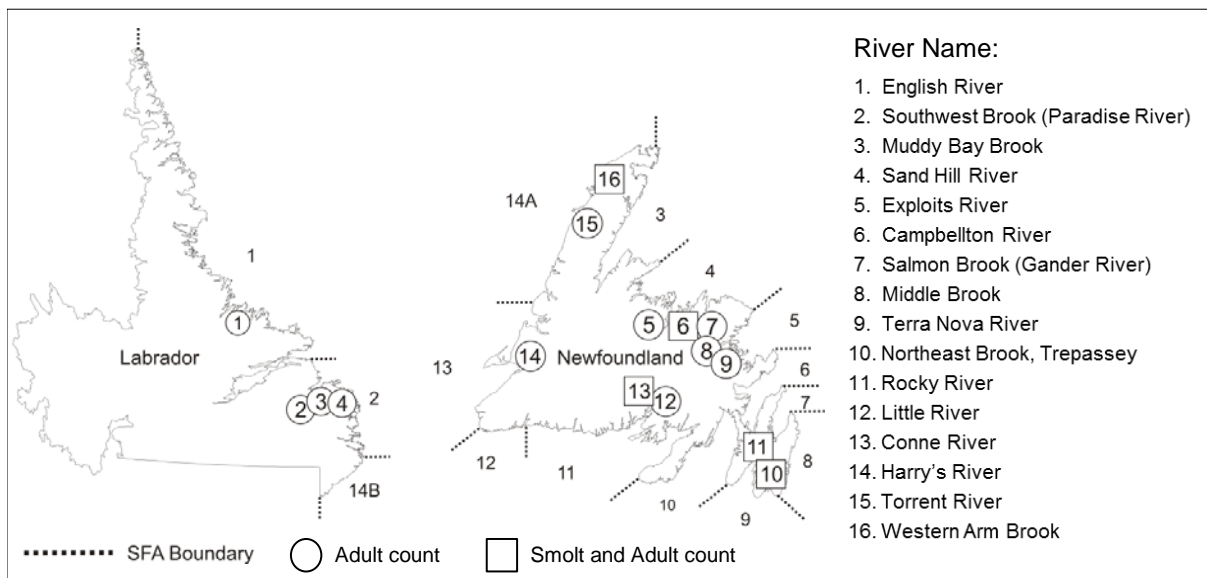 River Name:
1. English River
2. Southwest Brook (Paradise River)
3. Muddy Bay Brook
4. Sand Hill River
5. Exploits River
6. Campbellton River
7. Salmon Brook (Gander River)
8. Middle Brook
9. Terra Nova River
10. Northeast Brook, Trepassey
11. Rocky River
12. Little River
13. Conne River
14. Harry's River
15. Torrent River
16. Western Arm Brook
1
1
Labrador
2 3 4
2
14B
16
14A
15
3
4
5 6 7
5
8
14
Newfoundland
9
13
6
13
12
7
11
8
12
11
10
10
9
SFA Boundary
Adult count
Smolt and Adult count